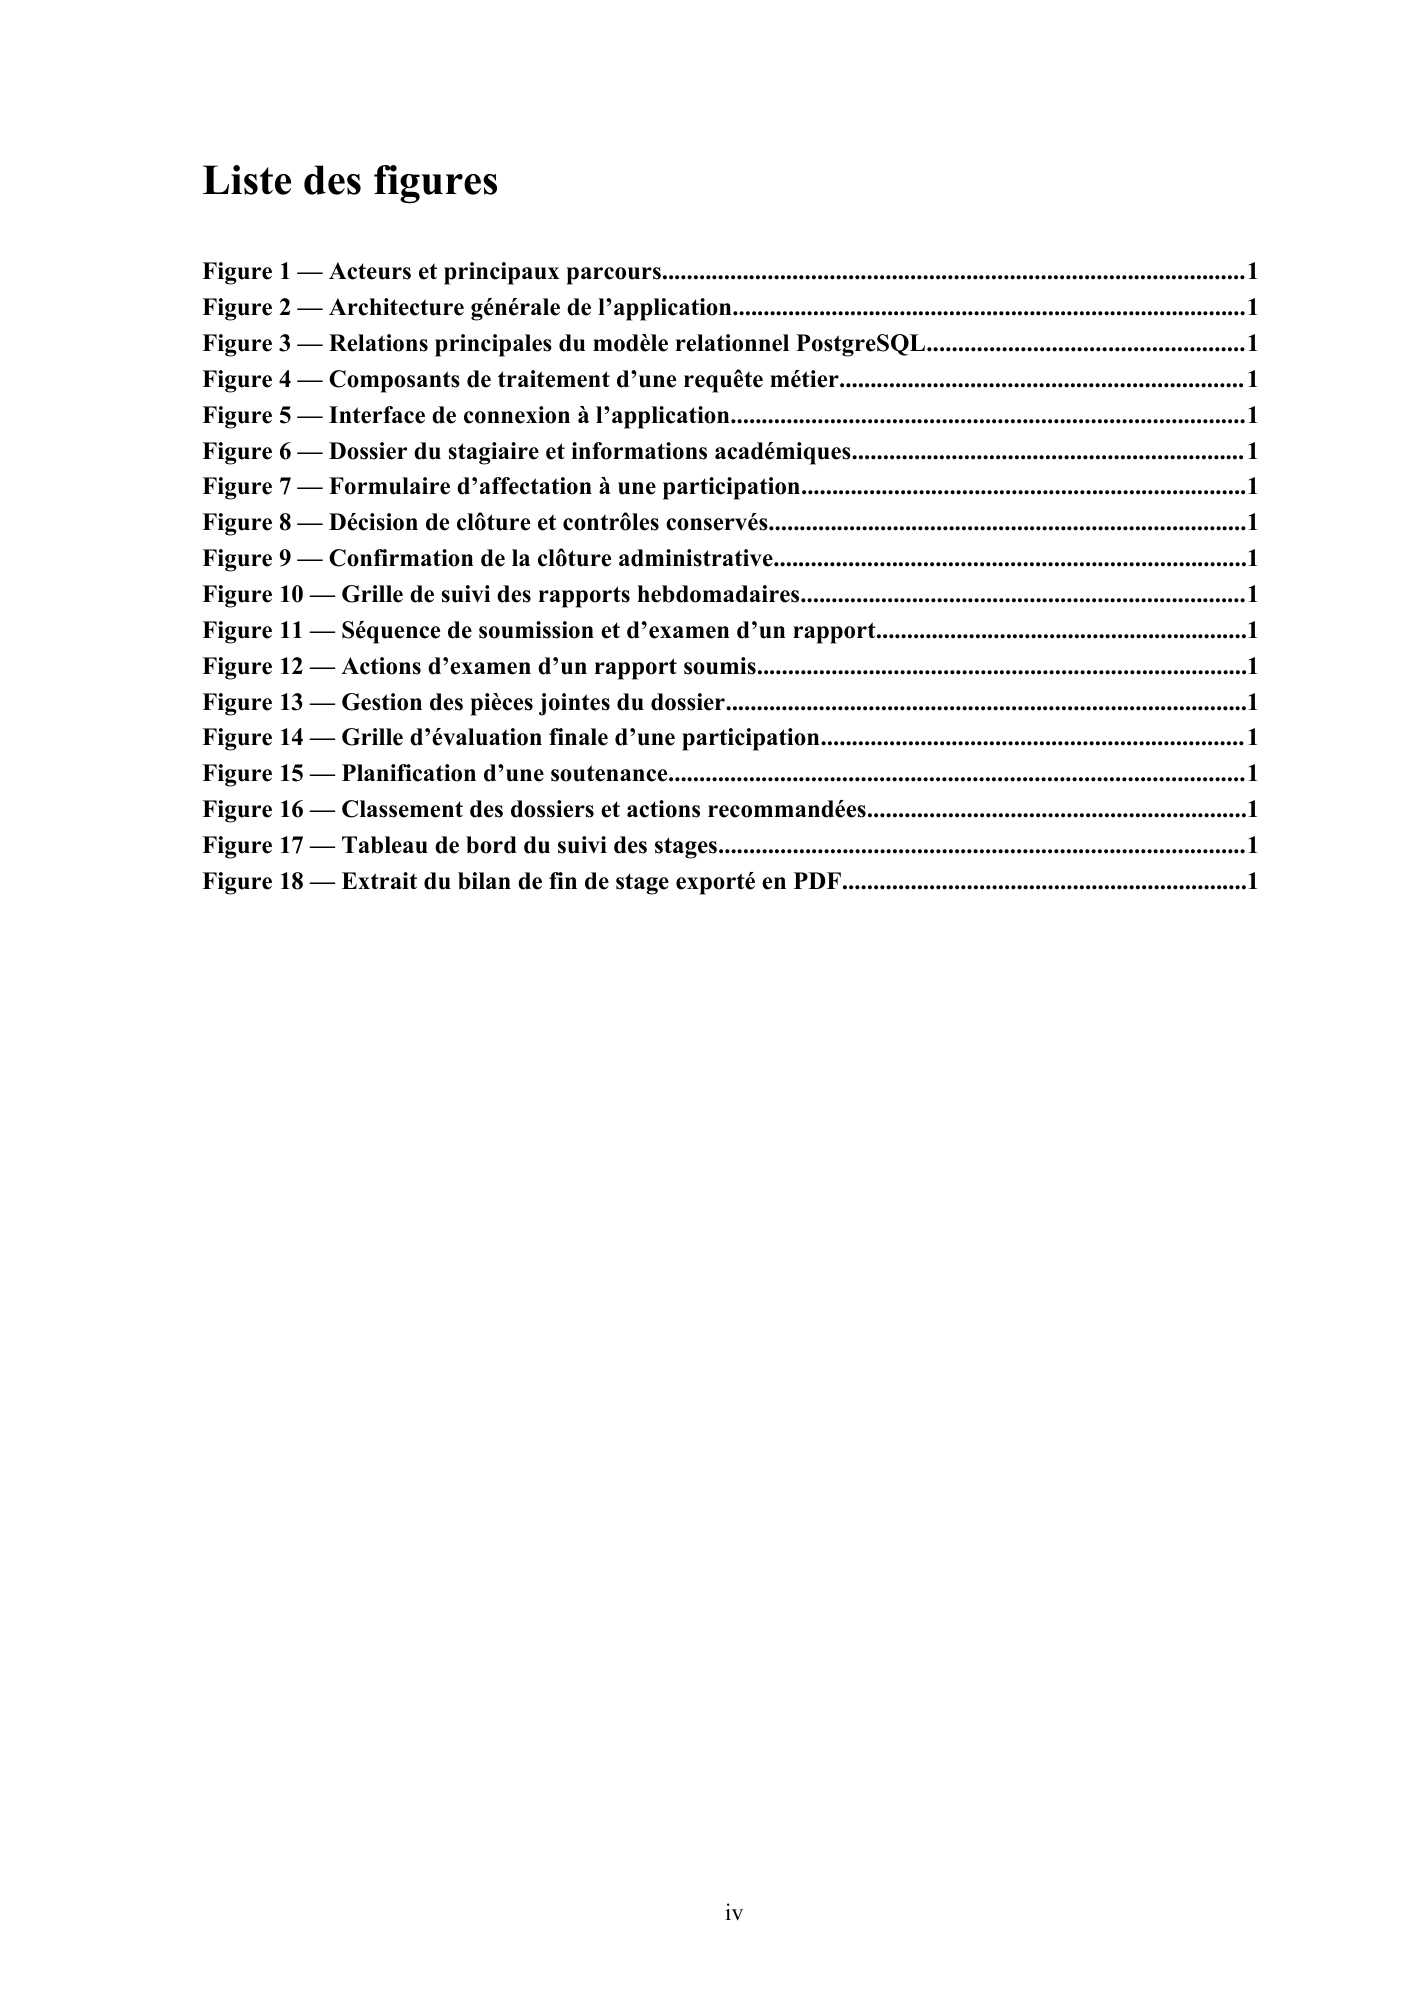 Liste des figures
Figure 1 — Acteurs et principaux parcours....................1
Figure 2 — Architecture générale de l’application....................1
Figure 3 — Relations principales du modèle relationnel PostgreSQL....................1
Figure 4 — Composants de traitement d’une requête métier....................1
Figure 5 — Interface de connexion à l’application....................1
Figure 6 — Dossier du stagiaire et informations académiques....................1
Figure 7 — Formulaire d’affectation à une participation....................1
Figure 8 — Décision de clôture et contrôles conservés....................1
Figure 9 — Confirmation de la clôture administrative....................1
Figure 10 — Grille de suivi des rapports hebdomadaires....................1
Figure 11 — Séquence de soumission et d’examen d’un rapport....................1
Figure 12 — Actions d’examen d’un rapport soumis....................1
Figure 13 — Gestion des pièces jointes du dossier....................1
Figure 14 — Grille d’évaluation finale d’une participation....................1
Figure 15 — Planification d’une soutenance....................1
Figure 16 — Classement des dossiers et actions recommandées....................1
Figure 17 — Tableau de bord du suivi des stages....................1
Figure 18 — Extrait du bilan de fin de stage exporté en PDF....................1
iv